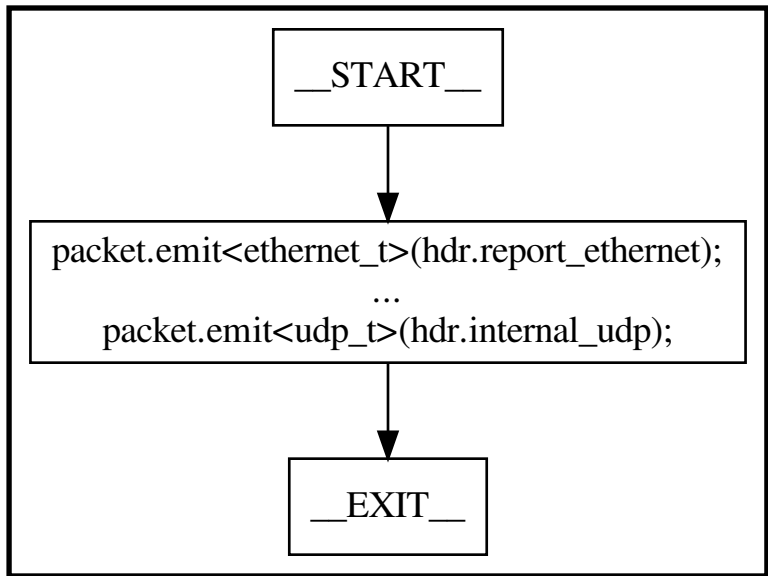 __START__
packet.emit<ethernet_t>(hdr.report_ethernet);
...
packet.emit<udp_t>(hdr.internal_udp);
__EXIT__